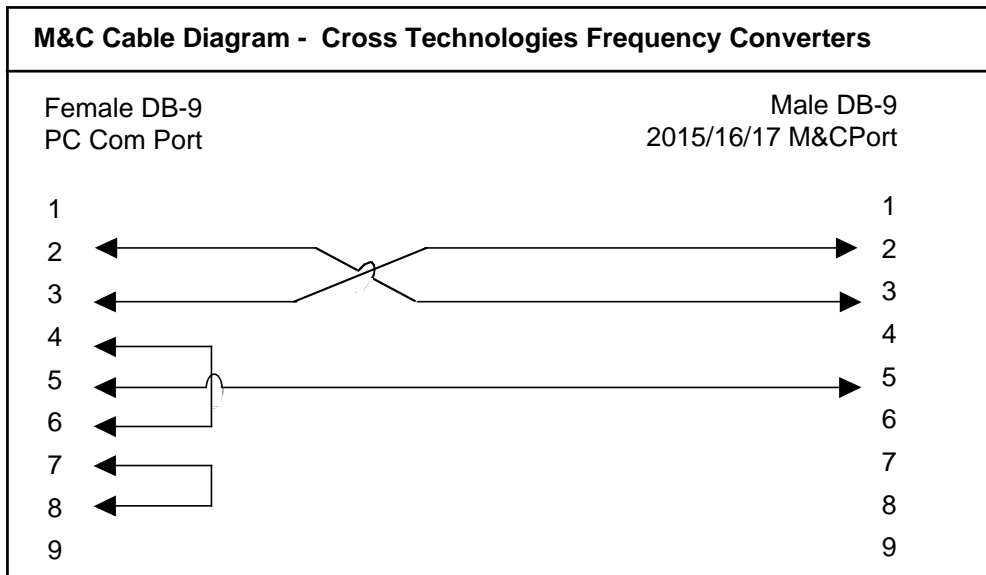 M&C Cable Diagram -  Cross Technologies Frequency Converters
Female DB-9
PC Com Port
Male DB-9
2015/16/17 M&CPort
1 1
2 2
3 3
4 4
5 5
6 6
7 7
8 8
9 9